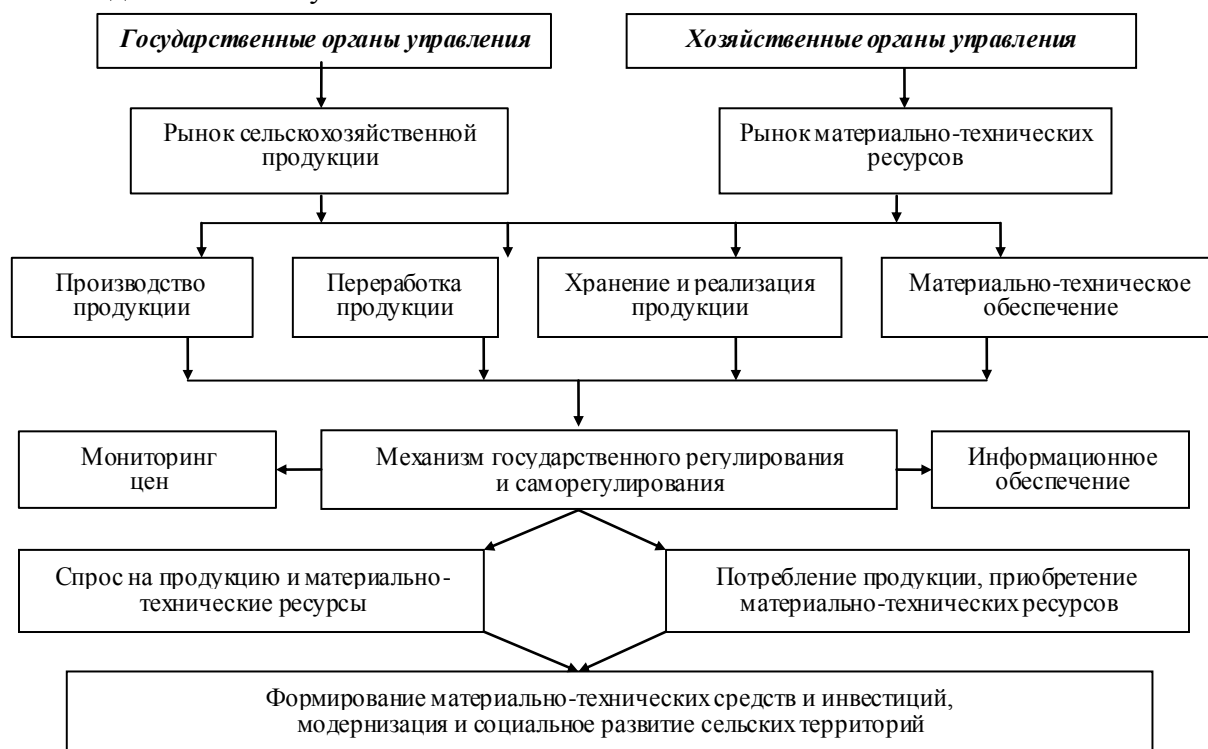 Государственные органы управления
Хозяйственные органы управления
Рынок сельскохозяйственной
продукции
Рынок материально-технических
ресурсов
Производство
продукции
Переработка
продукции
Хранение и реализация
продукции
Материально-техническое
обеспечение
Мониторинг
цен
Механизм государственного регулирования
и саморегулирования
Информационное
обеспечение
Спрос на продукцию и материально-
технические ресурсы
Потребление продукции, приобретение
материально-технических ресурсов
Формирование материально-технических средств и инвестиций,
модернизация и социальное развитие сельских территорий